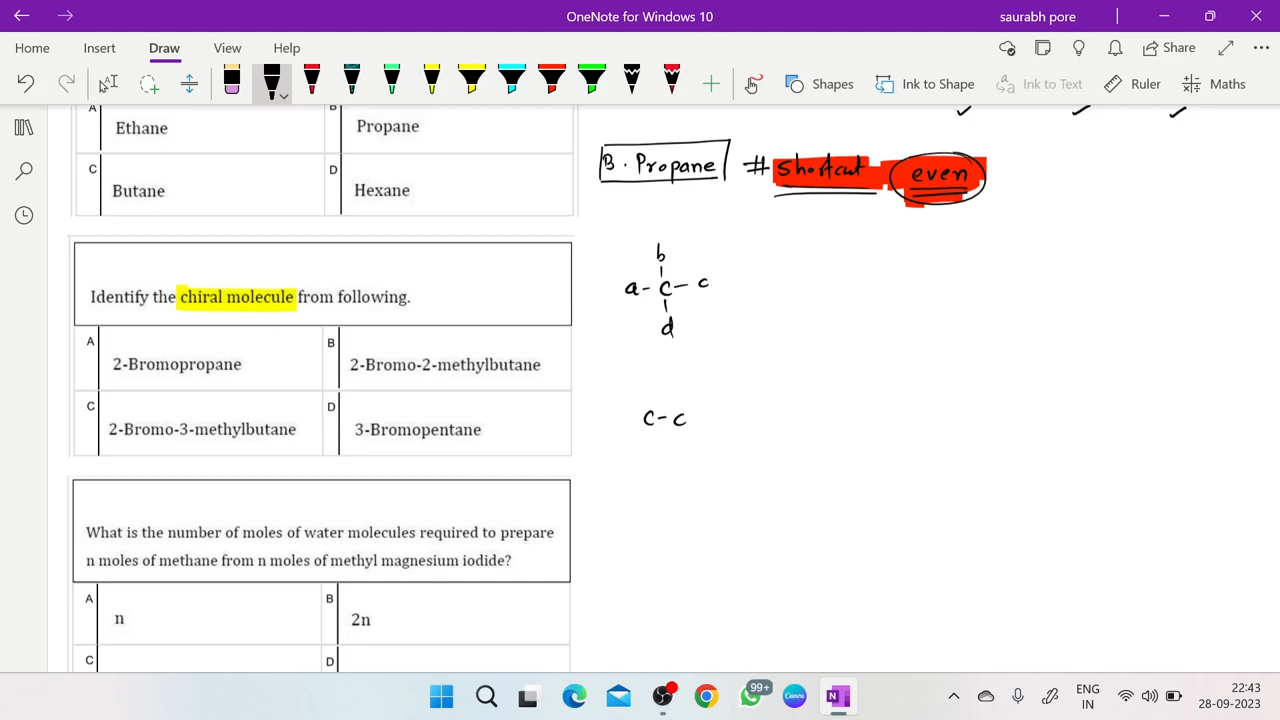 OneNote for Windows 10
saurabh pore
Home Insert Draw View Help
Share
Shapes Ink to Shape Ink to Text Ruler Maths
A Ethane B Propane
C Butane D Hexane
B. Propane # shortcut even
Identify the chiral molecule from following.
A 2-Bromopropane B 2-Bromo-2-methylbutane
C 2-Bromo-3-methylbutane D 3-Bromopentane
b
a - c - c
d
c - c
What is the number of moles of water molecules required to prepare
n moles of methane from n moles of methyl magnesium iodide?
A n B 2n
C D
99+
ENG
IN
22:43
28-09-2023